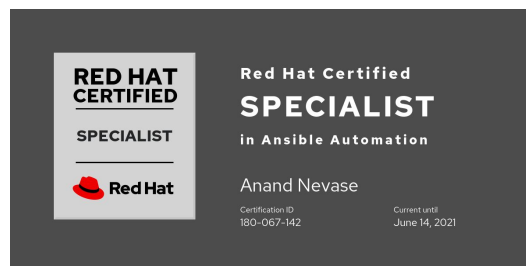 RED HAT
CERTIFIED
SPECIALIST
Red Hat
Red Hat Certified
SPECIALIST
in Ansible Automation
Anand Nevase
Certification ID
180-067-142
Current until
June 14, 2021